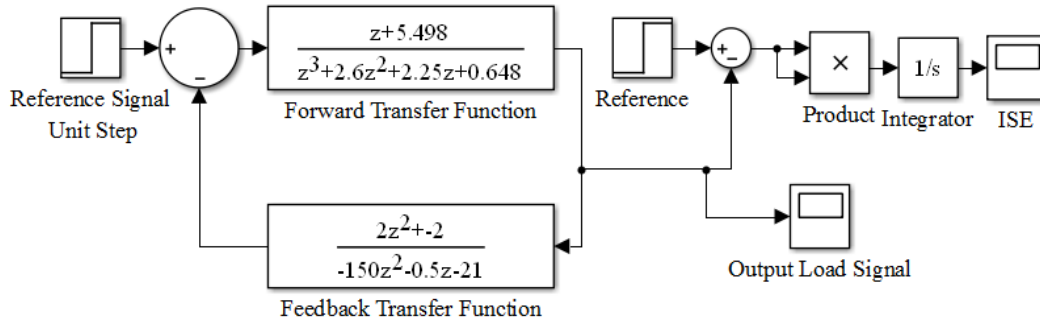 +
−
z+5.498
z³+2.6z²+2.25z+0.648
Forward Transfer Function
Reference Signal
Unit Step
2z²+-2
-150z²-0.5z-21
Feedback Transfer Function
Reference
+
−
×
Product
1/s
Integrator
ISE
Output Load Signal